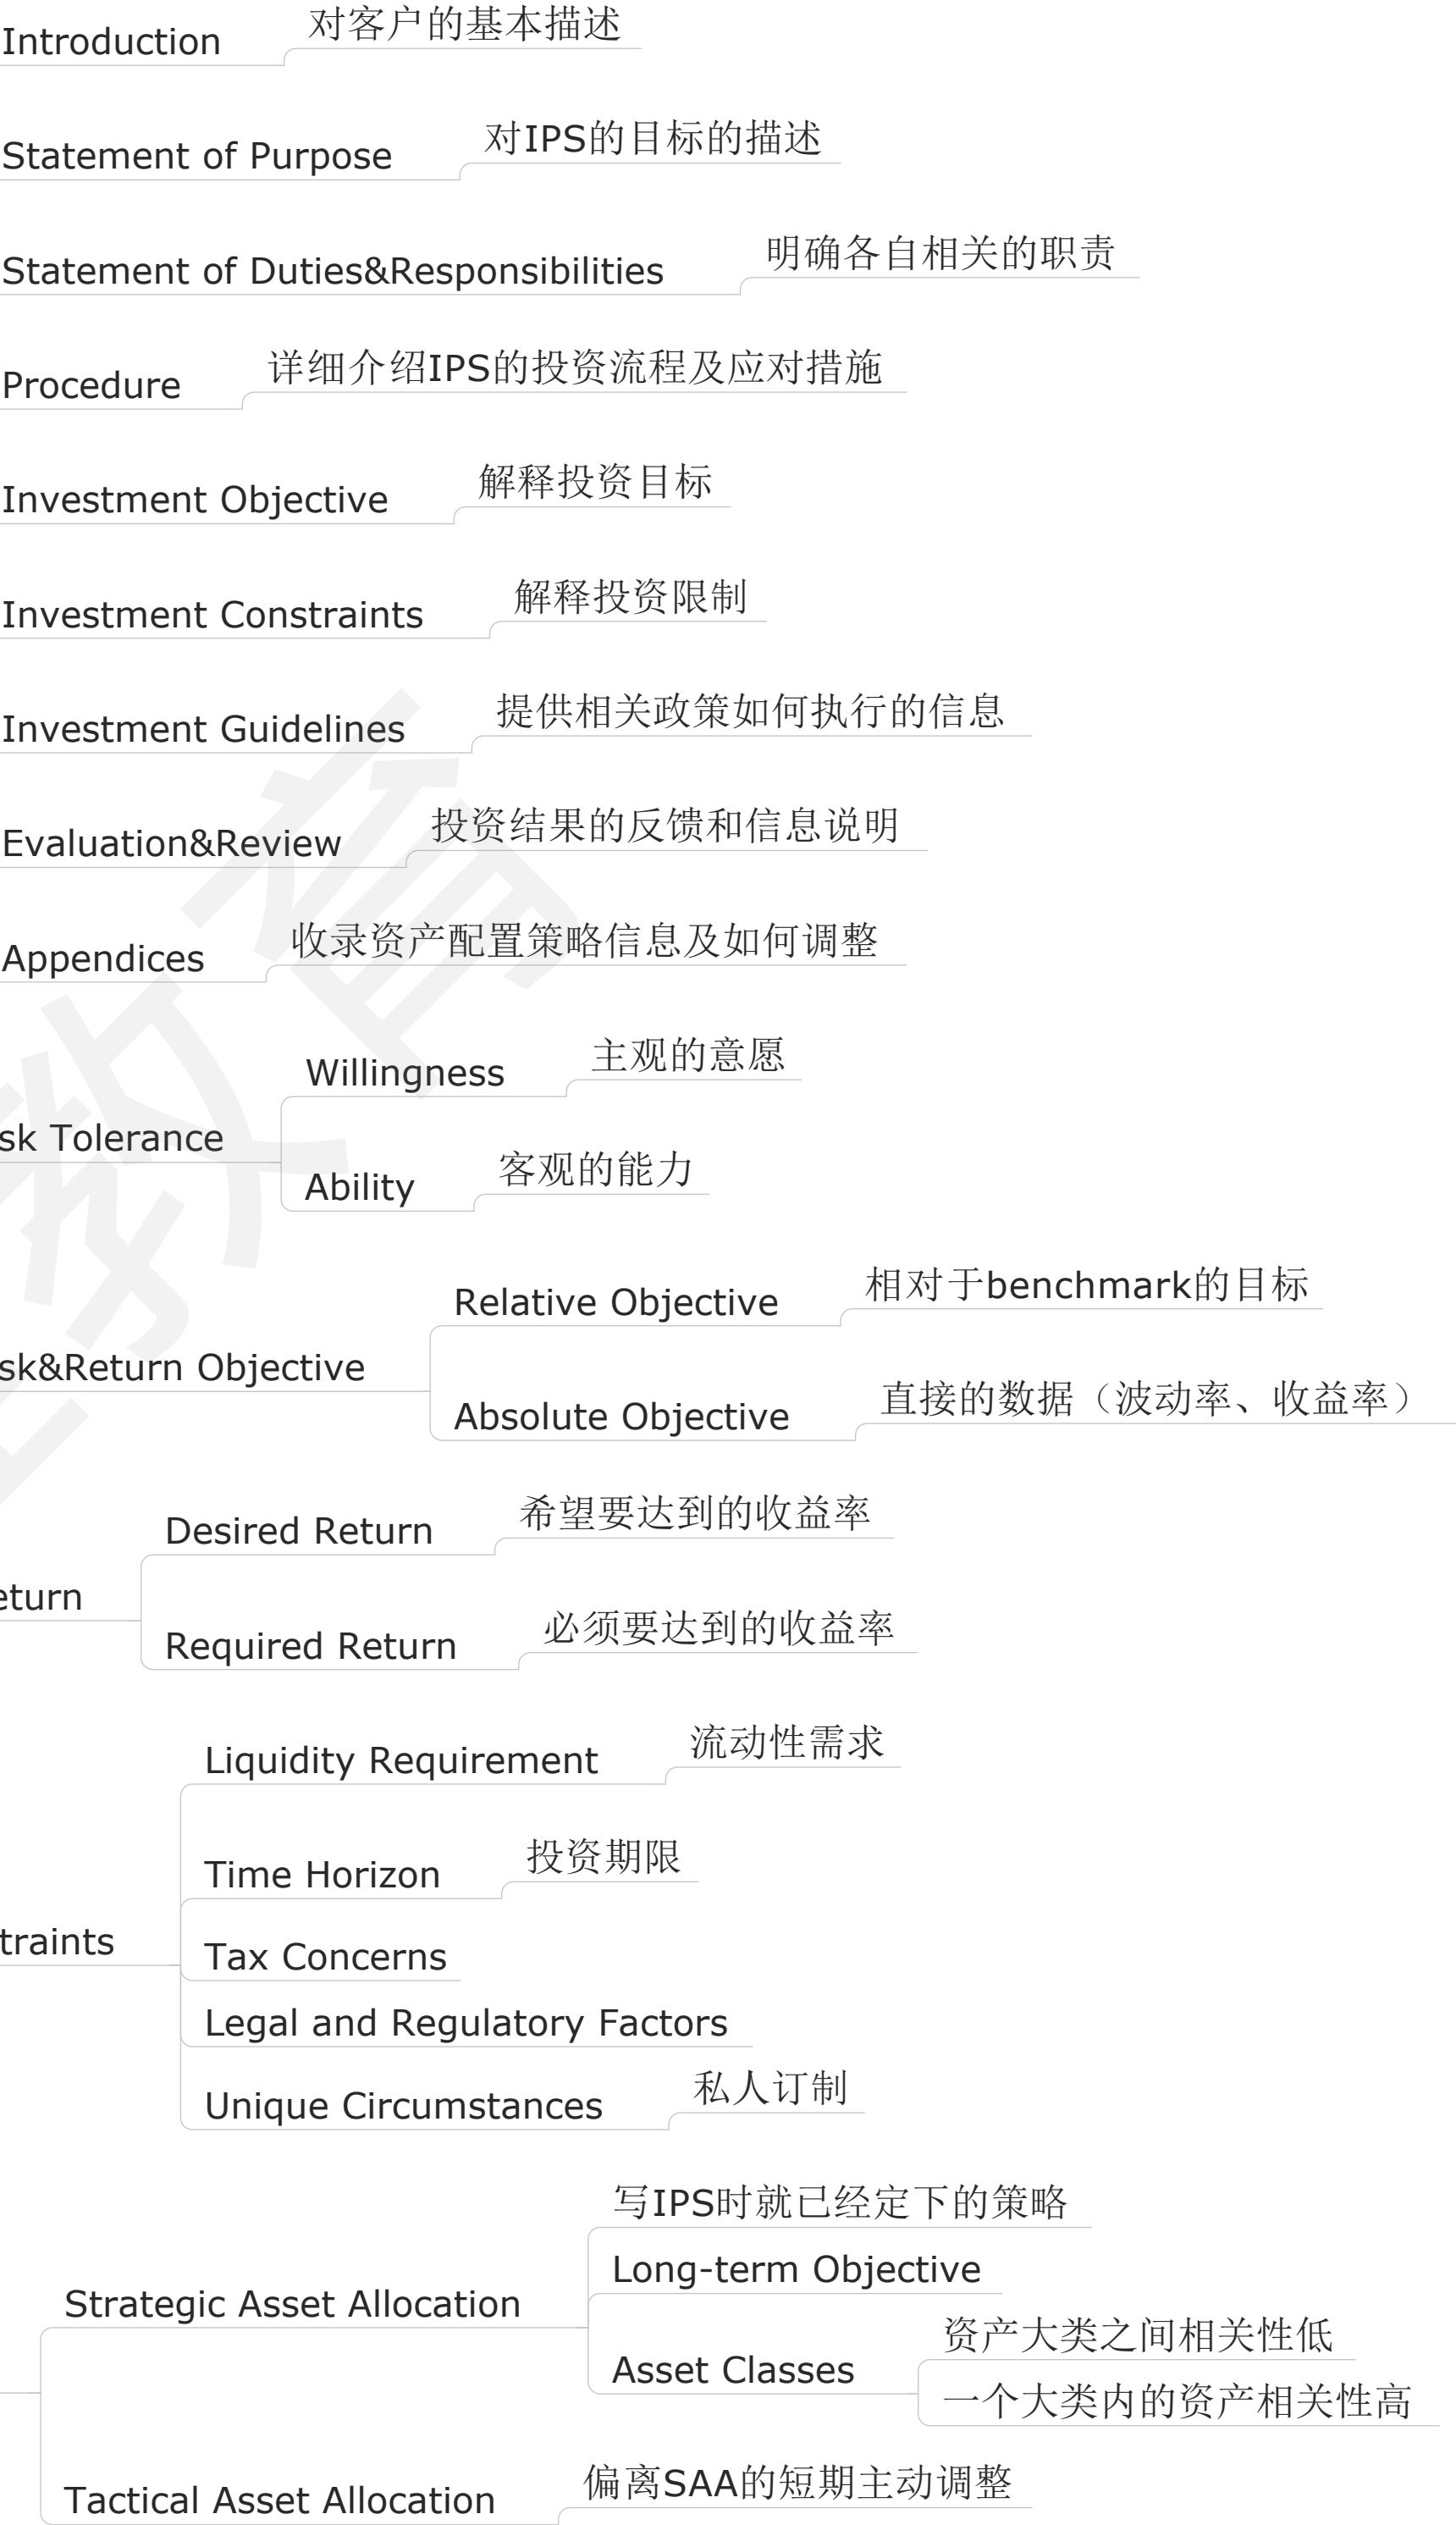 Introduction 对客户的基本描述
Statement of Purpose 对IPS的目标的描述
Statement of Duties&Responsibilities 明确各自相关的职责
Procedure 详细介绍IPS的投资流程及应对措施
Investment Objective 解释投资目标
Investment Constraints 解释投资限制
Investment Guidelines 提供相关政策如何执行的信息
Evaluation&Review 投资结果的反馈和信息说明
Appendices 收录资产配置策略信息及如何调整
sk Tolerance
Willingness 主观的意愿
Ability 客观的能力
sk&Return Objective
Relative Objective 相对于benchmark的目标
Absolute Objective 直接的数据（波动率、收益率）
eturn
Desired Return 希望要达到的收益率
Required Return 必须要达到的收益率
traints
Liquidity Requirement 流动性需求
Time Horizon 投资期限
Tax Concerns
Legal and Regulatory Factors
Unique Circumstances 私人订制
Strategic Asset Allocation
写IPS时就已经定下的策略
Long-term Objective
Asset Classes
资产大类之间相关性低
一个大类内的资产相关性高
Tactical Asset Allocation 偏离SAA的短期主动调整
教育